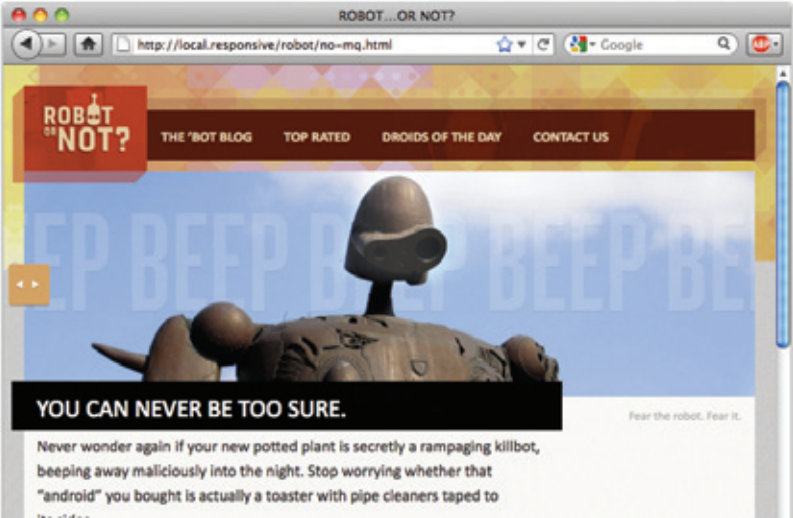 ROBOT...OR NOT?
http://local.responsive/robot/no-mq.html
Google
ABP
ROBOT
OR NOT?
THE 'BOT BLOG TOP RATED DROIDS OF THE DAY CONTACT US
EP BEEP BEEP BEEP BE
YOU CAN NEVER BE TOO SURE.
Fear the robot. Fear it.
Never wonder again if your new potted plant is secretly a rampaging killbot,
beeping away maliciously into the night. Stop worrying whether that
"android" you bought is actually a toaster with pipe cleaners taped to
its sides